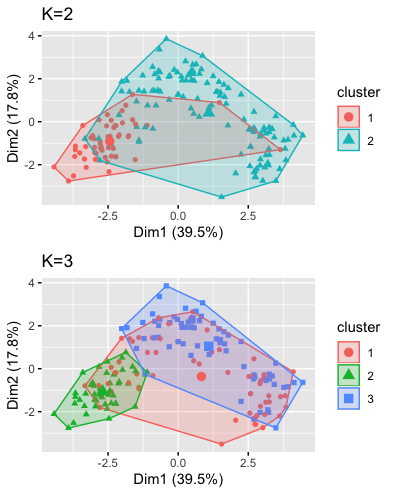 K=2
4
2
0
-2
Dim2 (17.8%)
-2.5 0.0 2.5
Dim1 (39.5%)
cluster
1
2
K=3
4
2
0
-2
Dim2 (17.8%)
-2.5 0.0 2.5
Dim1 (39.5%)
cluster
1
2
3